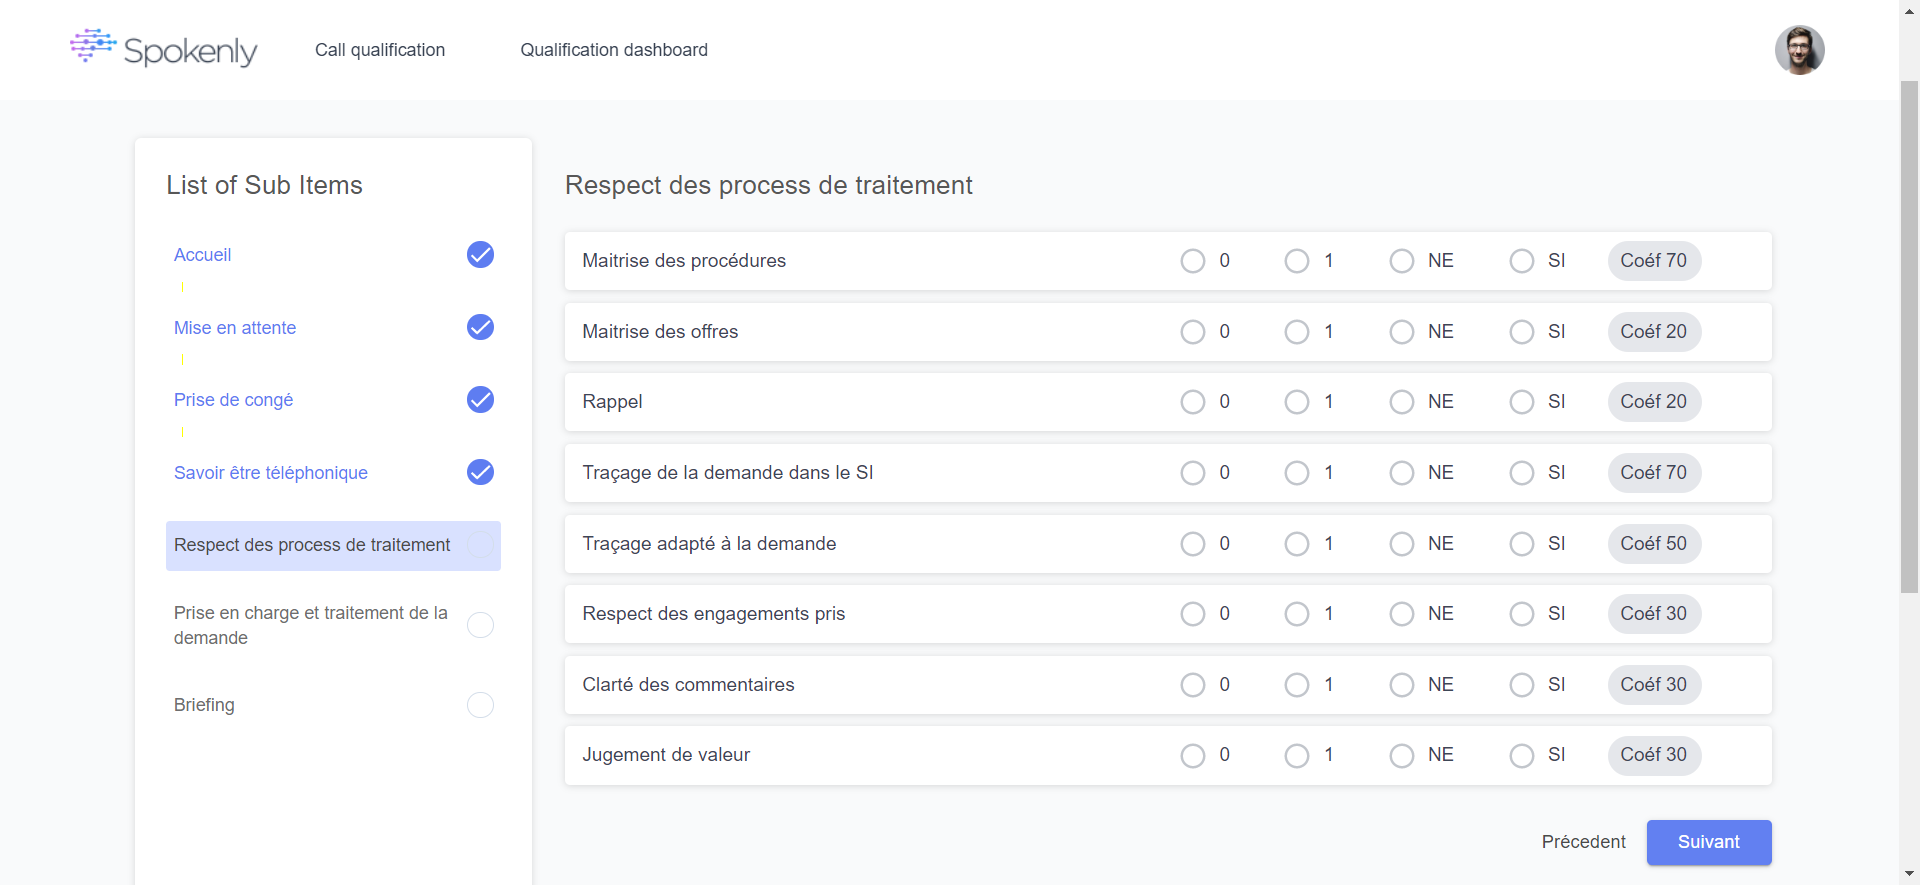 Spokenly
Call qualification
Qualification dashboard
List of Sub Items
Accueil
Mise en attente
Prise de congé
Savoir être téléphonique
Respect des process de traitement
Prise en charge et traitement de la
demande
Briefing
Respect des process de traitement
Maitrise des procédures 0 1 NE SI Coéf 70
Maitrise des offres 0 1 NE SI Coéf 20
Rappel 0 1 NE SI Coéf 20
Traçage de la demande dans le SI 0 1 NE SI Coéf 70
Traçage adapté à la demande 0 1 NE SI Coéf 50
Respect des engagements pris 0 1 NE SI Coéf 30
Clarté des commentaires 0 1 NE SI Coéf 30
Jugement de valeur 0 1 NE SI Coéf 30
Précedent Suivant